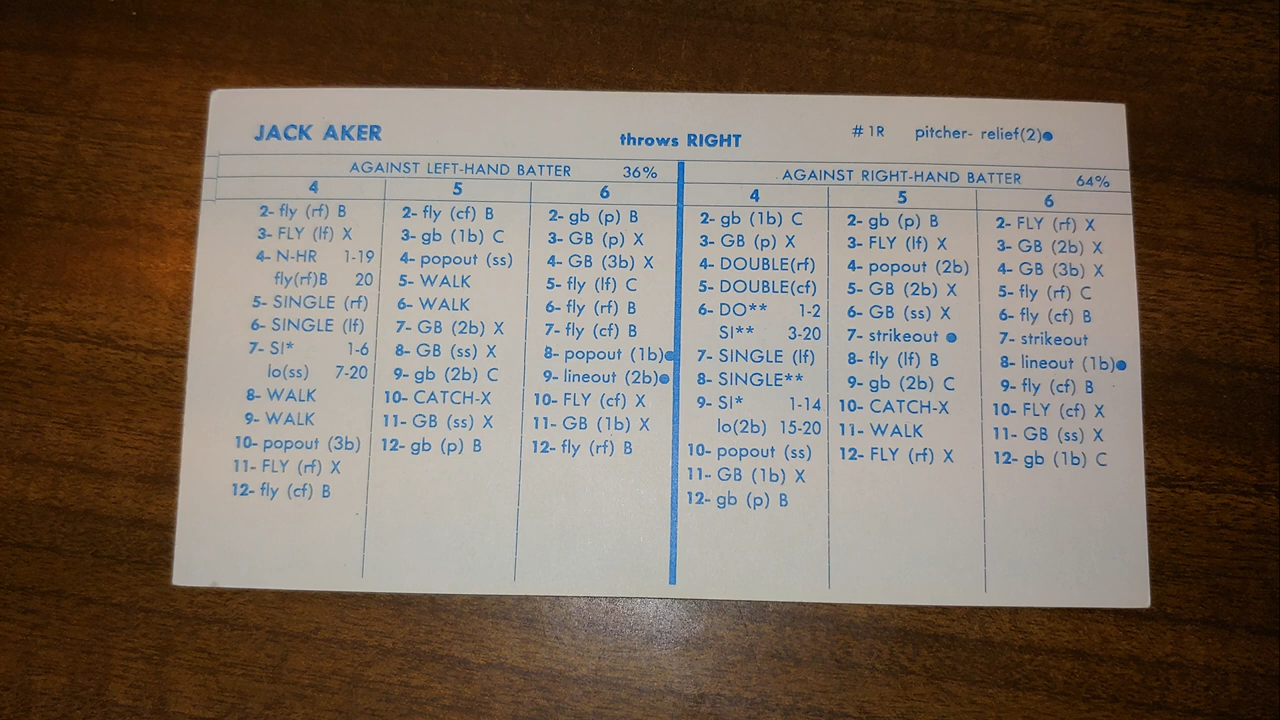 JACK AKER
throws RIGHT
# 1R pitcher- relief(2)●
AGAINST LEFT-HAND BATTER 36%
4
2- fly (rf) B
3- FLY (lf) X
4- N-HR 1-19
fly(rf)B 20
5- SINGLE (rf)
6- SINGLE (lf)
7- SI* 1-6
lo(ss) 7-20
8- WALK
9- WALK
10- popout (3b)
11- FLY (rf) X
12- fly (cf) B
5
2- fly (cf) B
3- gb (1b) C
4- popout (ss)
5- WALK
6- WALK
7- GB (2b) X
8- GB (ss) X
9- gb (2b) C
10- CATCH-X
11- GB (ss) X
12- gb (p) B
6
2- gb (p) B
3- GB (p) X
4- GB (3b) X
5- fly (lf) C
6- fly (rf) B
7- fly (cf) B
8- popout (1b)●
9- lineout (2b)●
10- FLY (cf) X
11- GB (1b) X
12- fly (rf) B
AGAINST RIGHT-HAND BATTER 64%
4
2- gb (1b) C
3- GB (p) X
4- DOUBLE(rf)
5- DOUBLE(cf)
6- DO** 1-2
SI** 3-20
7- SINGLE (lf)
8- SINGLE**
9- SI* 1-14
lo(2b) 15-20
10- popout (ss)
11- GB (1b) X
12- gb (p) B
5
2- gb (p) B
3- FLY (lf) X
4- popout (2b)
5- GB (2b) X
6- GB (ss) X
7- strikeout ●
8- fly (lf) B
9- gb (2b) C
10- CATCH-X
11- WALK
12- FLY (rf) X
6
2- FLY (rf) X
3- GB (2b) X
4- GB (3b) X
5- fly (rf) C
6- fly (cf) B
7- strikeout
8- lineout (1b)●
9- fly (cf) B
10- FLY (cf) X
11- GB (ss) X
12- gb (1b) C